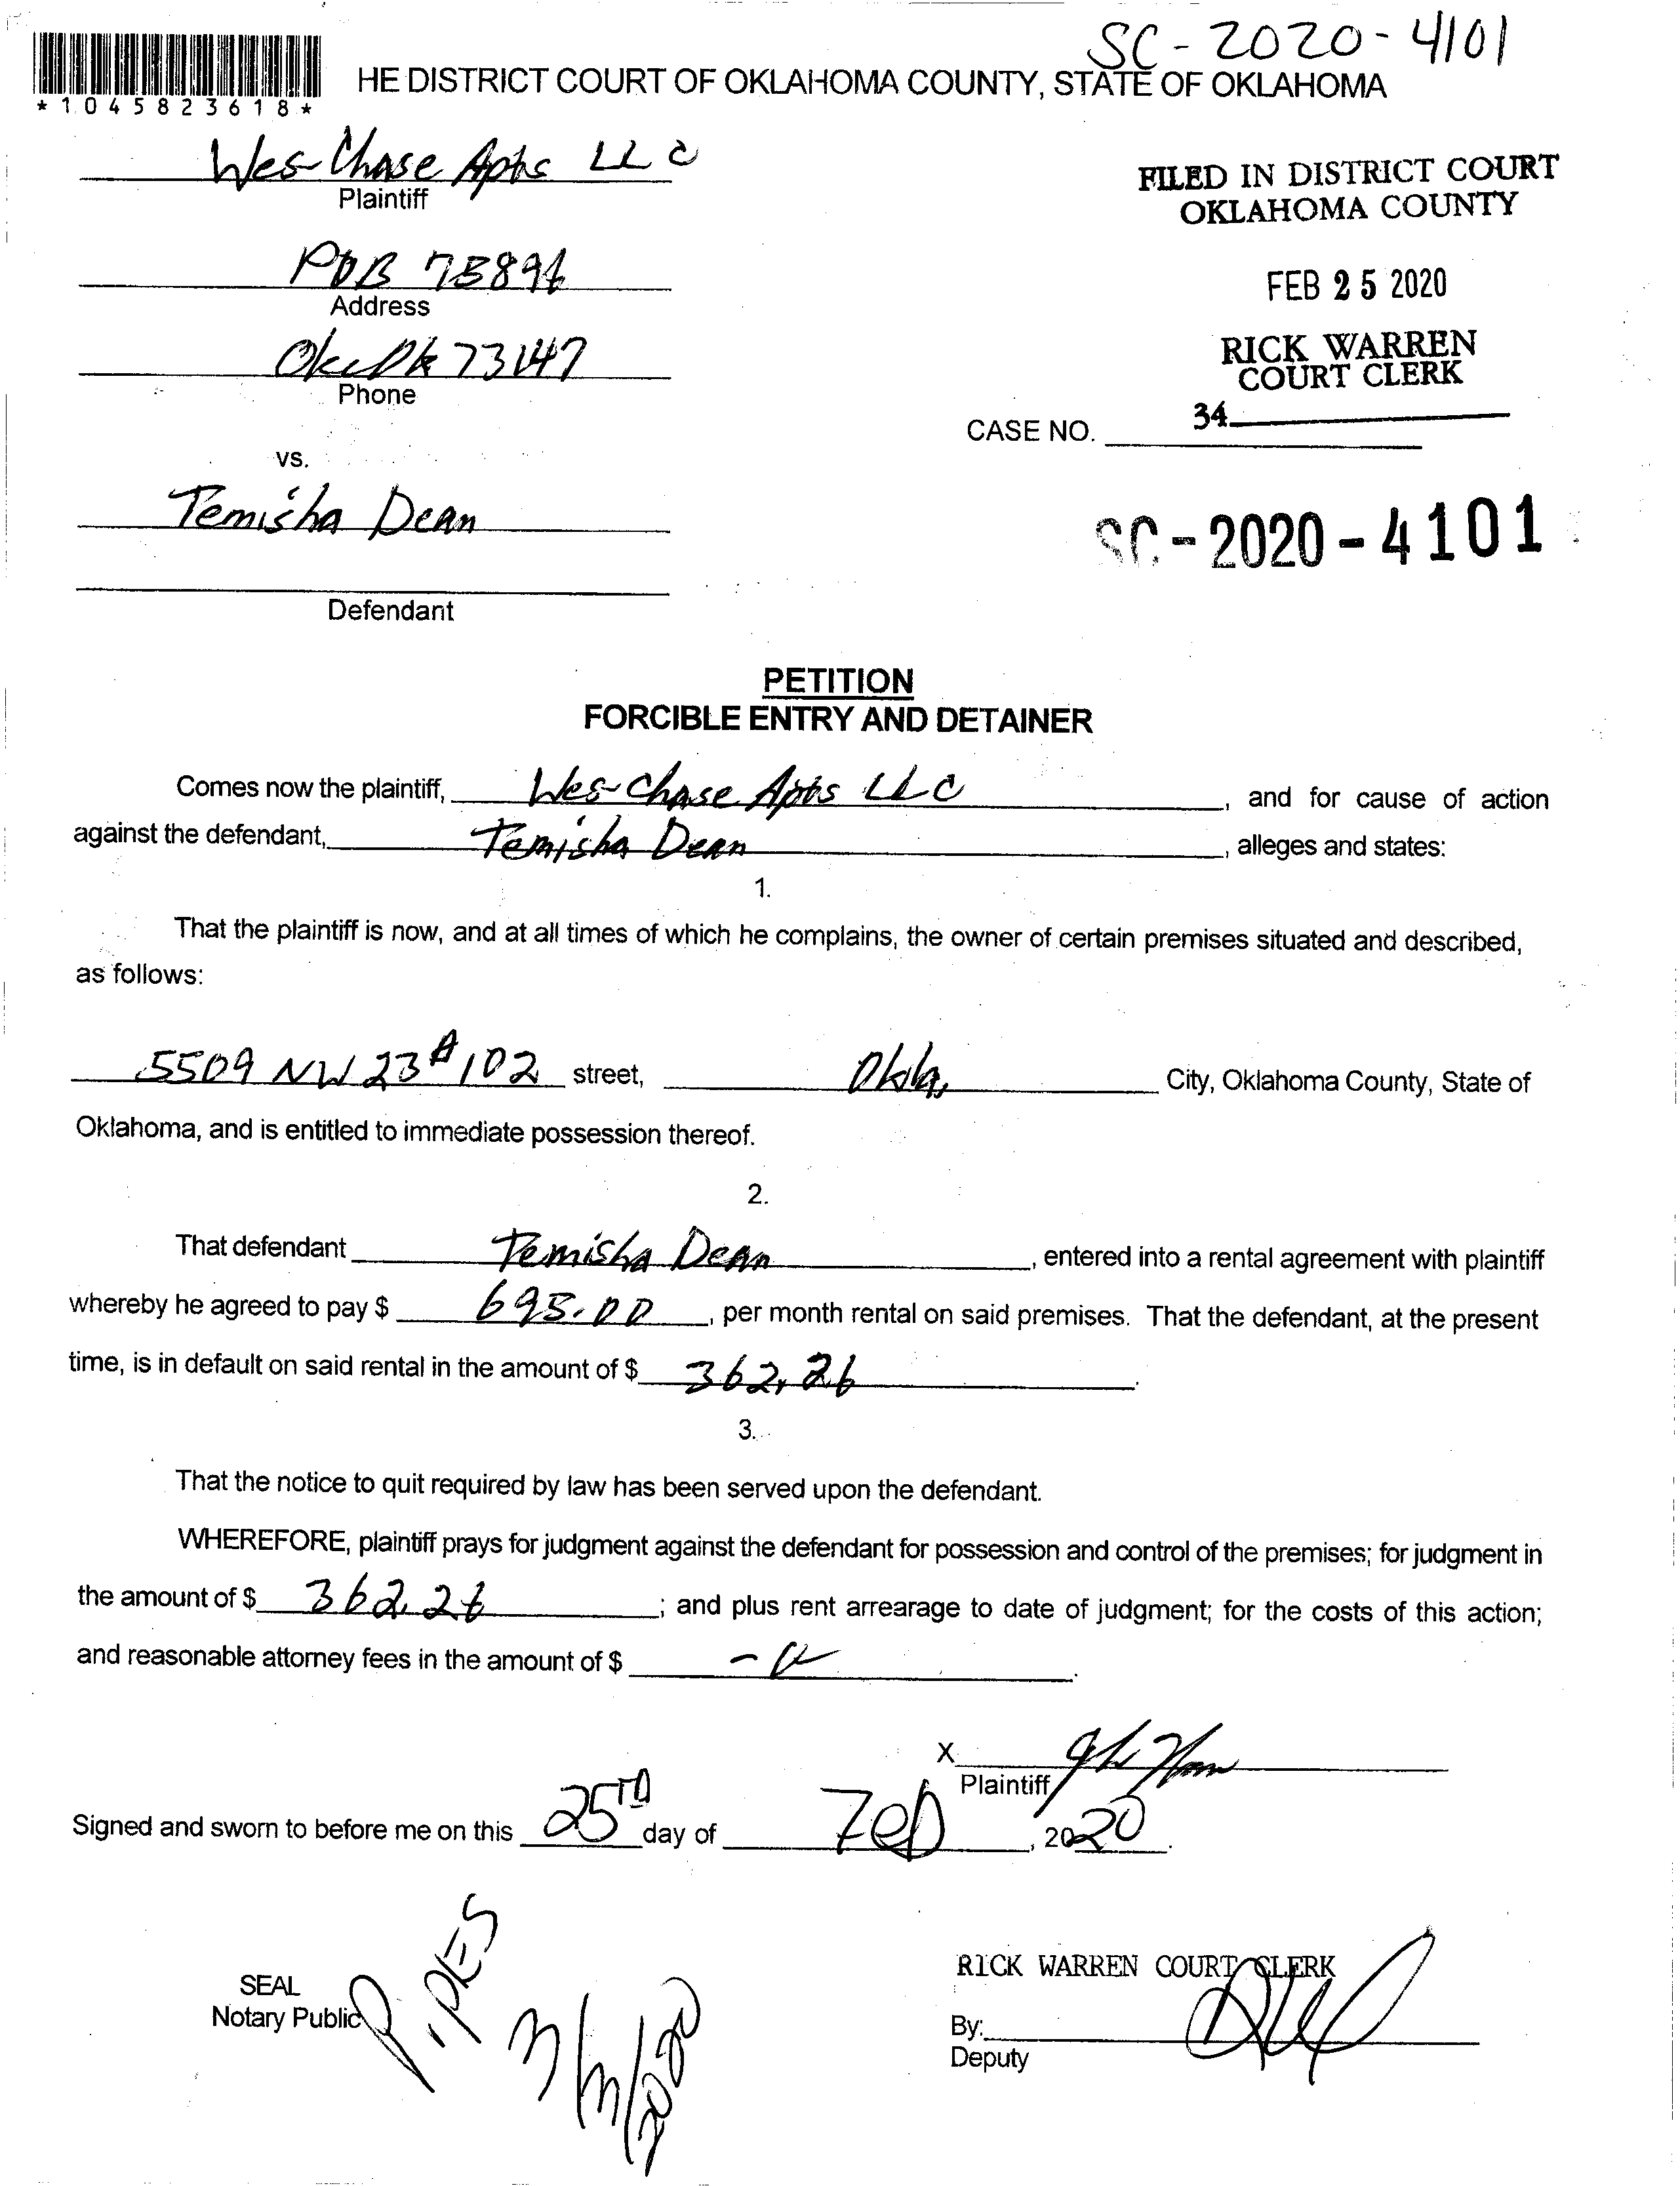 SC-2020-4101
*1045823618*
HE DISTRICT COURT OF OKLAHOMA COUNTY, STATE OF OKLAHOMA
Wes-Chase Apts LLC
Plaintiff
FILED IN DISTRICT COURT
OKLAHOMA COUNTY
POB 75896
Address
FEB 25 2020
Okc Ok 73147
Phone
RICK WARREN
COURT CLERK
34
CASE NO.
vs.
Temisha Dean
SC-2020-4101
Defendant
PETITION
FORCIBLE ENTRY AND DETAINER
Comes now the plaintiff, Wes-Chase Apts LLC, and for cause of action
against the defendant, Temisha Dean, alleges and states:
1.
That the plaintiff is now, and at all times of which he complains, the owner of certain premises situated and described,
as follows:
5509 NW 23 # 102 street, Okla, City, Oklahoma County, State of
Oklahoma, and is entitled to immediate possession thereof.
2.
That defendant Temisha Dean, entered into a rental agreement with plaintiff
whereby he agreed to pay $ 695.00, per month rental on said premises. That the defendant, at the present
time, is in default on said rental in the amount of $ 362.26.
3.
That the notice to quit required by law has been served upon the defendant.
WHEREFORE, plaintiff prays for judgment against the defendant for possession and control of the premises; for judgment in
the amount of $ 362.26; and plus rent arrearage to date of judgment; for the costs of this action;
and reasonable attorney fees in the amount of $
X
Plaintiff
Signed and sworn to before me on this 25TH day of Feb, 2020.
SEAL
Notary Public
PIPES
3/3/2020
RICK WARREN COURT CLERK
By:
Deputy